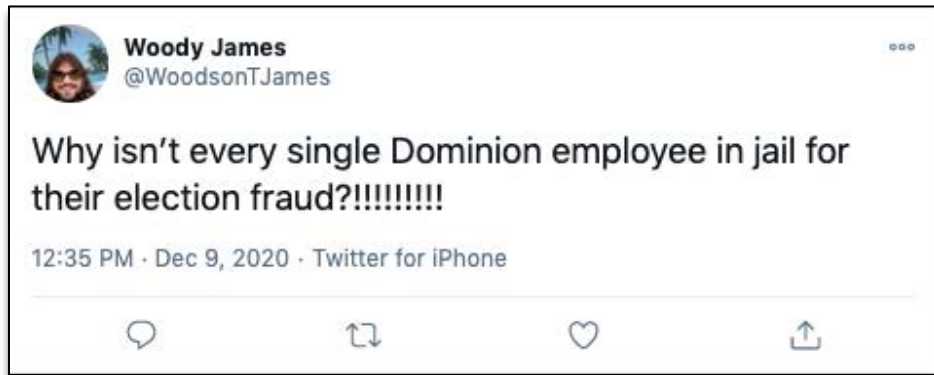 Woody James
@WoodsonTJames
Why isn’t every single Dominion employee in jail for
their election fraud?!!!!!!!!!
12:35 PM · Dec 9, 2020 · Twitter for iPhone